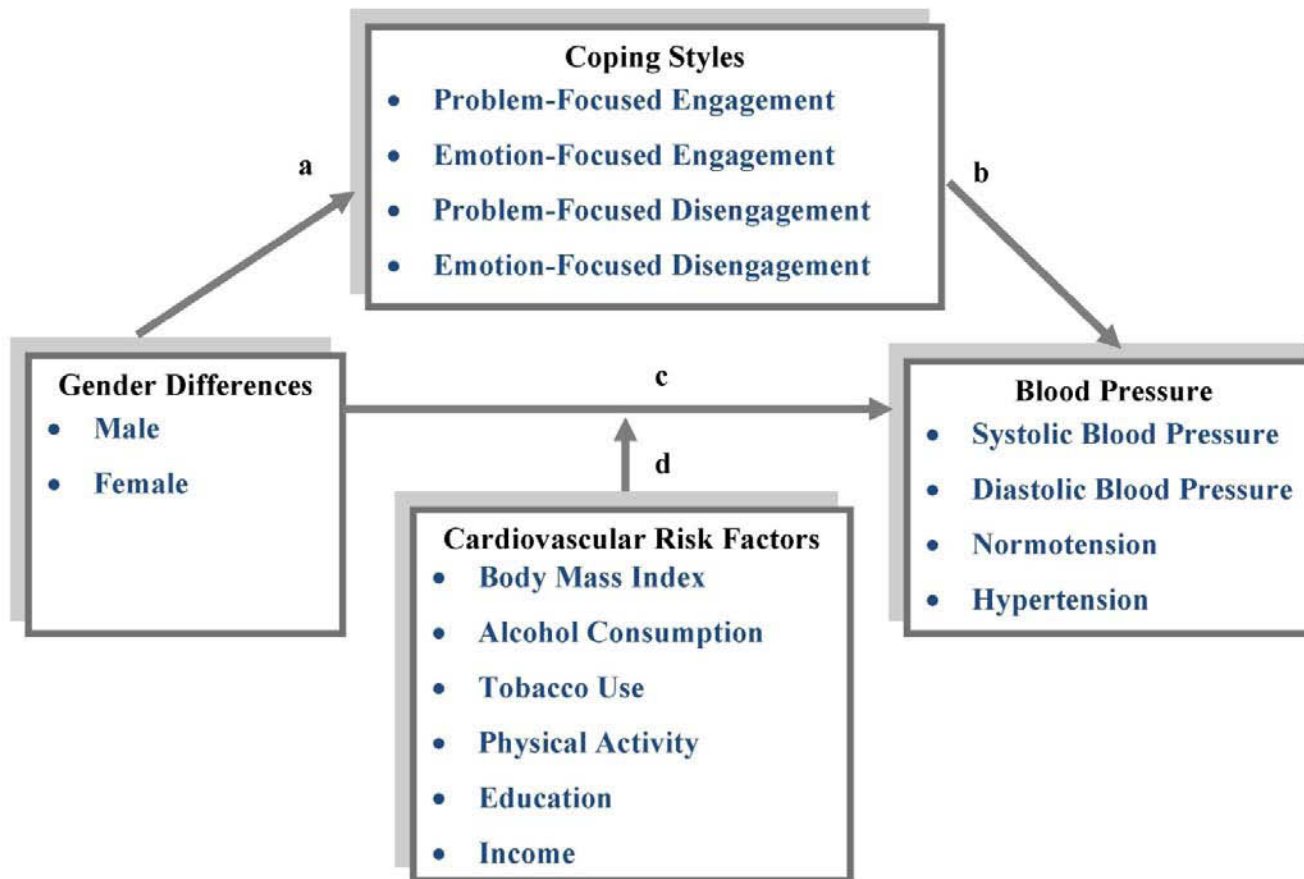 Coping Styles
• Problem-Focused Engagement
• Emotion-Focused Engagement
• Problem-Focused Disengagement
• Emotion-Focused Disengagement
a
b
Gender Differences
• Male
• Female
c
d
Blood Pressure
• Systolic Blood Pressure
• Diastolic Blood Pressure
• Normotension
• Hypertension
Cardiovascular Risk Factors
• Body Mass Index
• Alcohol Consumption
• Tobacco Use
• Physical Activity
• Education
• Income